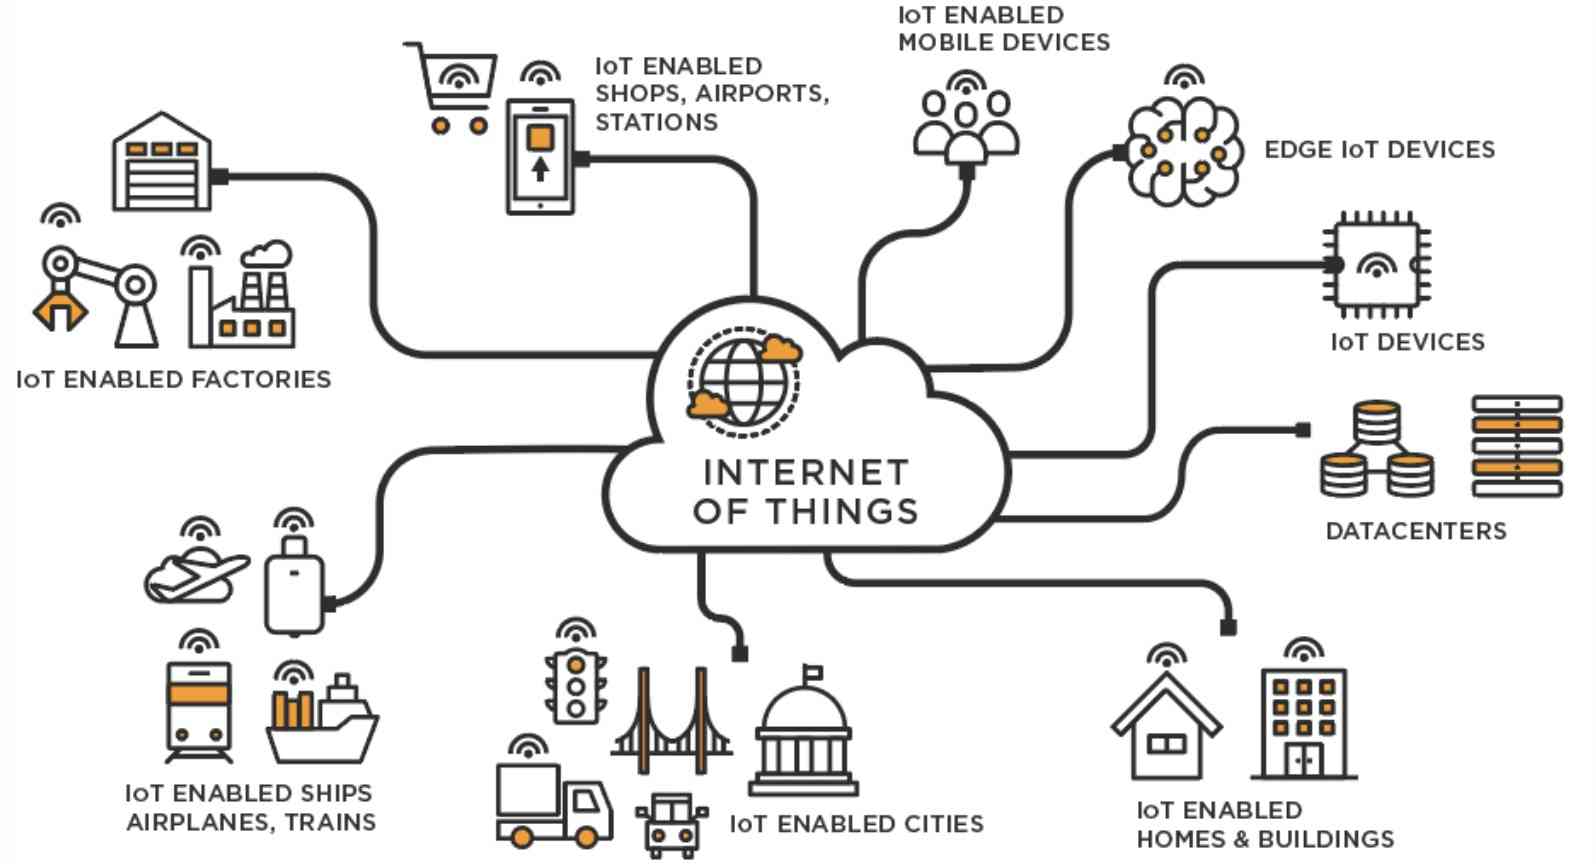 IoT ENABLED
MOBILE DEVICES
IoT ENABLED
SHOPS, AIRPORTS,
STATIONS
EDGE IoT DEVICES
IoT DEVICES
IoT ENABLED FACTORIES
INTERNET
OF THINGS
DATACENTERS
IoT ENABLED SHIPS
AIRPLANES, TRAINS
IoT ENABLED CITIES
IoT ENABLED
HOMES & BUILDINGS